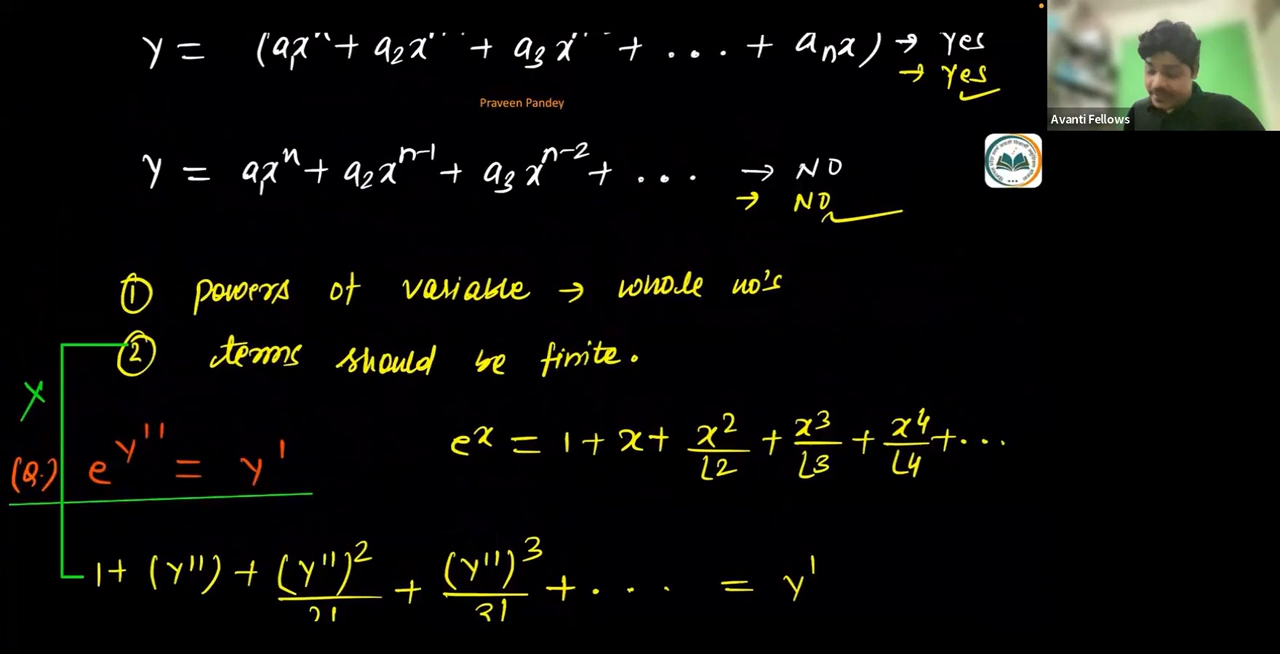 y = (a₁xⁿ + a₂x + a₃x + ... + aₙx) → Yes
→ Yes
Praveen Pandey
Avanti Fellows
y = a₁xⁿ + a₂xⁿ⁻¹ + a₃xⁿ⁻² + ... → NO
→ NO
① powers of variable → whole no's
② terms should be finite.
X
(Q.) e^y'' = y'
eˣ = 1 + x + x²/⌊2 + x³/⌊3 + x⁴/⌊4 + ...
1 + (y'') + (y'')²/2! + (y'')³/3! + .... = y'